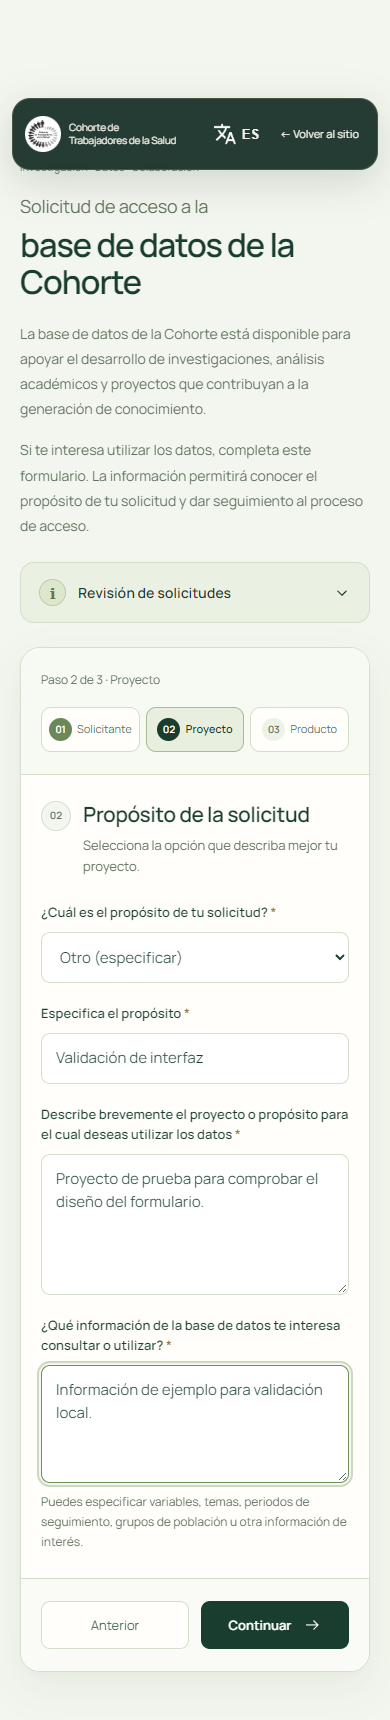 Cohorte de
Trabajadores de la Salud
ES
← Volver al sitio
Solicitud de acceso a la
base de datos de la
Cohorte
La base de datos de la Cohorte está disponible para
apoyar el desarrollo de investigaciones, análisis
académicos y proyectos que contribuyan a la
generación de conocimiento.
Si te interesa utilizar los datos, completa este
formulario. La información permitirá conocer el
propósito de tu solicitud y dar seguimiento al proceso
de acceso.
i Revisión de solicitudes
Paso 2 de 3 · Proyecto
01 Solicitante
02 Proyecto
03 Producto
02 Propósito de la solicitud
Selecciona la opción que describa mejor tu
proyecto.
¿Cuál es el propósito de tu solicitud? *
Otro (especificar)
Especifica el propósito *
Validación de interfaz
Describe brevemente el proyecto o propósito para
el cual deseas utilizar los datos *
Proyecto de prueba para comprobar el
diseño del formulario.
¿Qué información de la base de datos te interesa
consultar o utilizar? *
Información de ejemplo para validación
local.
Puedes especificar variables, temas, periodos de
seguimiento, grupos de población u otra información de
interés.
Anterior
Continuar →